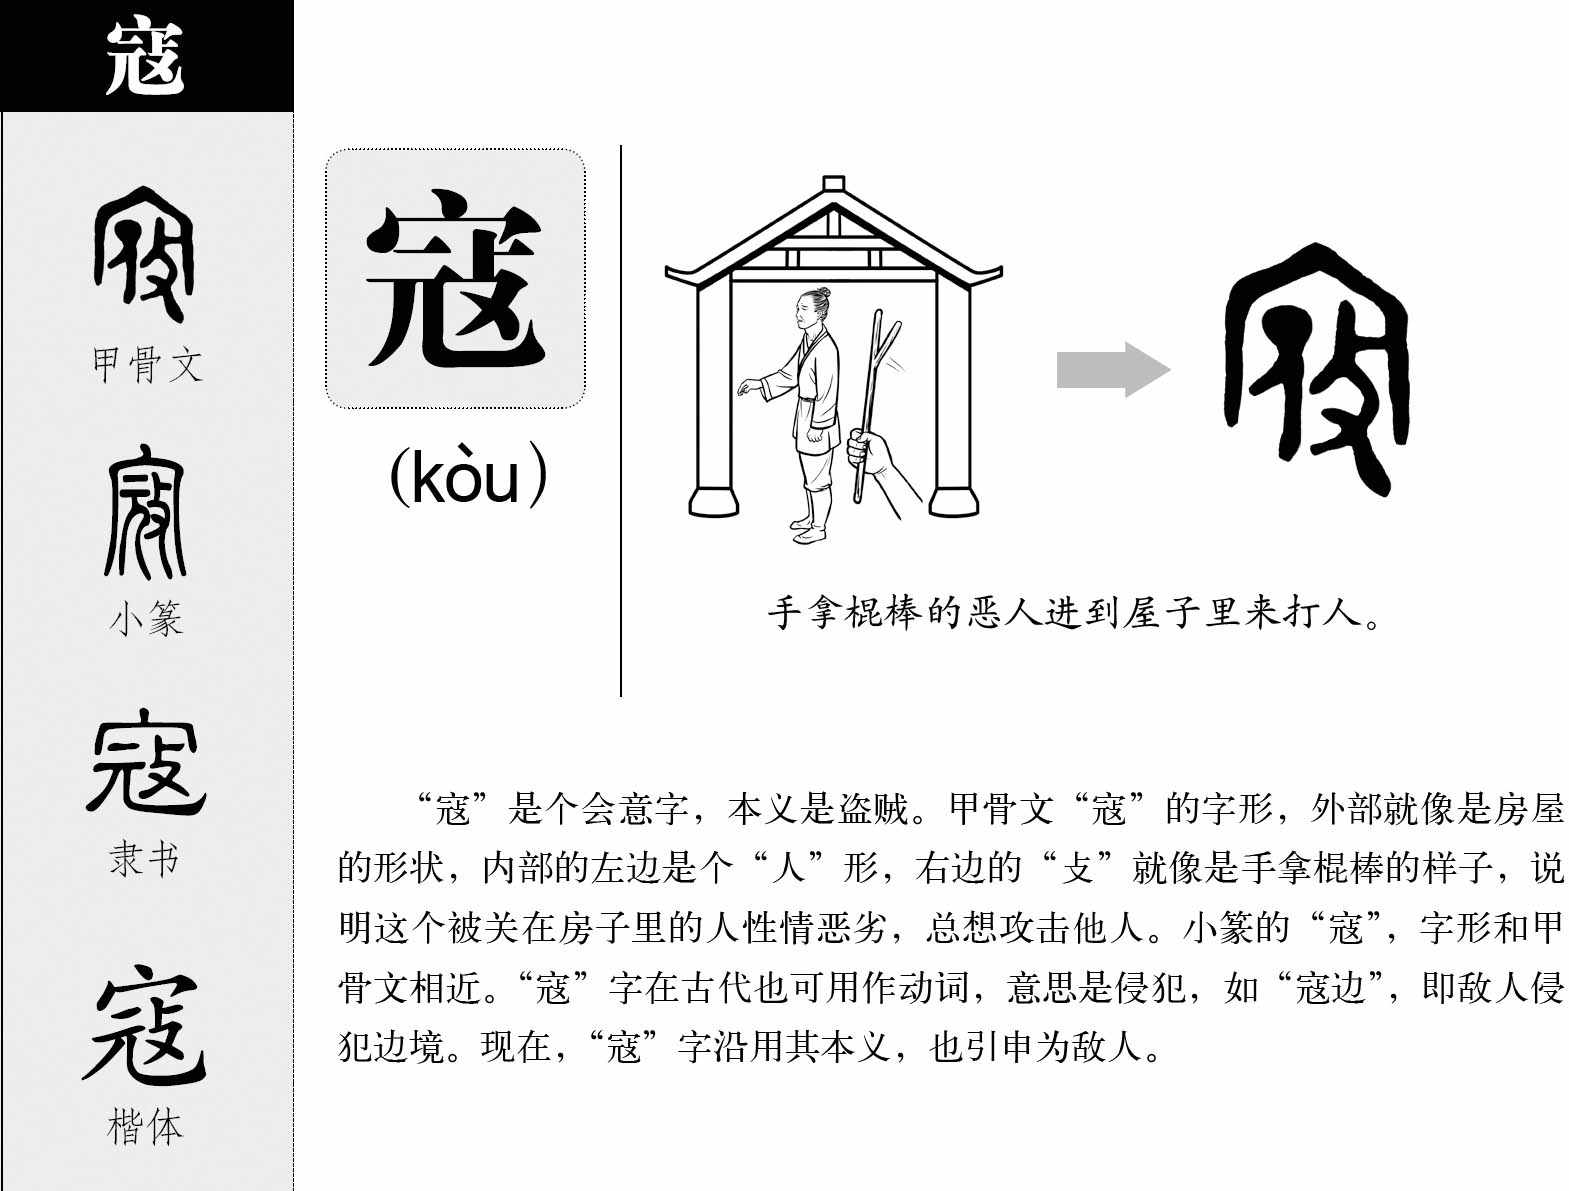 寇
甲骨文
小篆
隶书
楷体
寇
(kòu)
手拿棍棒的恶人进到屋子里来打人。
“寇”是个会意字，本义是盗贼。甲骨文“寇”的字形，外部就像是房屋
的形状，内部的左边是个“人”形，右边的“攴”就像是手拿棍棒的样子，说
明这个被关在房子里的人性情恶劣，总想攻击他人。小篆的“寇”，字形和甲
骨文相近。“寇”字在古代也可用作动词，意思是侵犯，如“寇边”，即敌人侵
犯边境。现在，“寇”字沿用其本义，也引申为敌人。